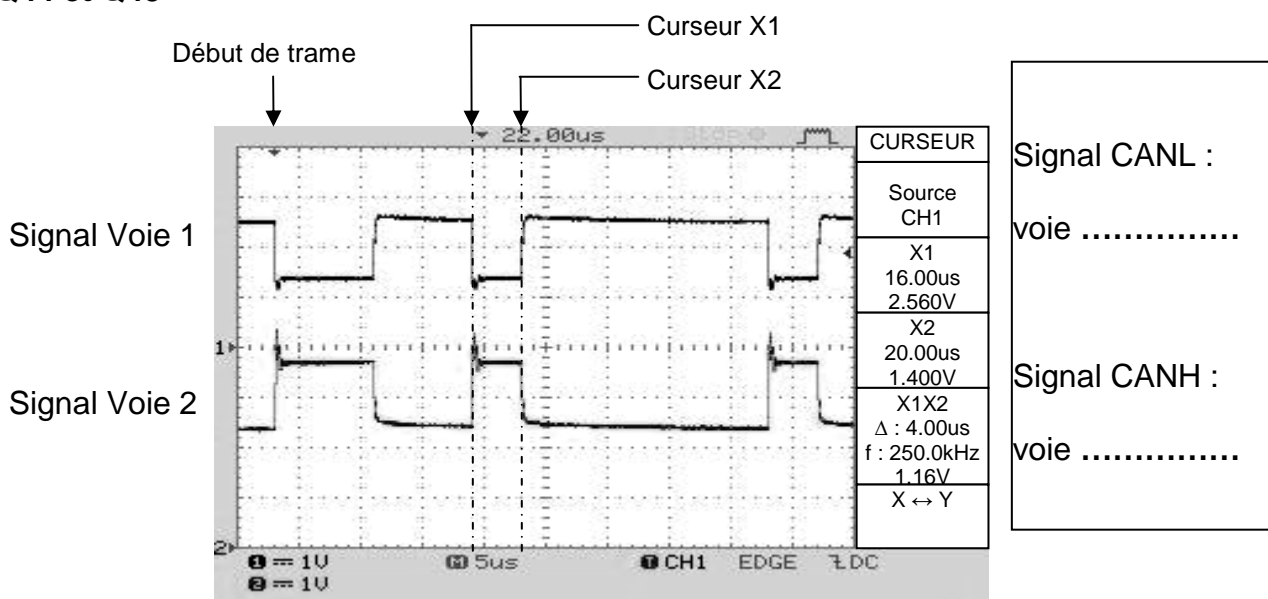 Curseur X1
Début de trame
Curseur X2
22.00us
CURSEUR
Source
CH1
X1
16.00us
2.560V
X2
20.00us
1.400V
X1X2
Δ : 4.00us
f : 250.0kHz
1.16V
X ↔ Y
Signal Voie 1
Signal Voie 2
1
2
1 1V M 5us T CH1 EDGE DC
2 1V
Signal CANL :
voie ……………
Signal CANH :
voie ……………